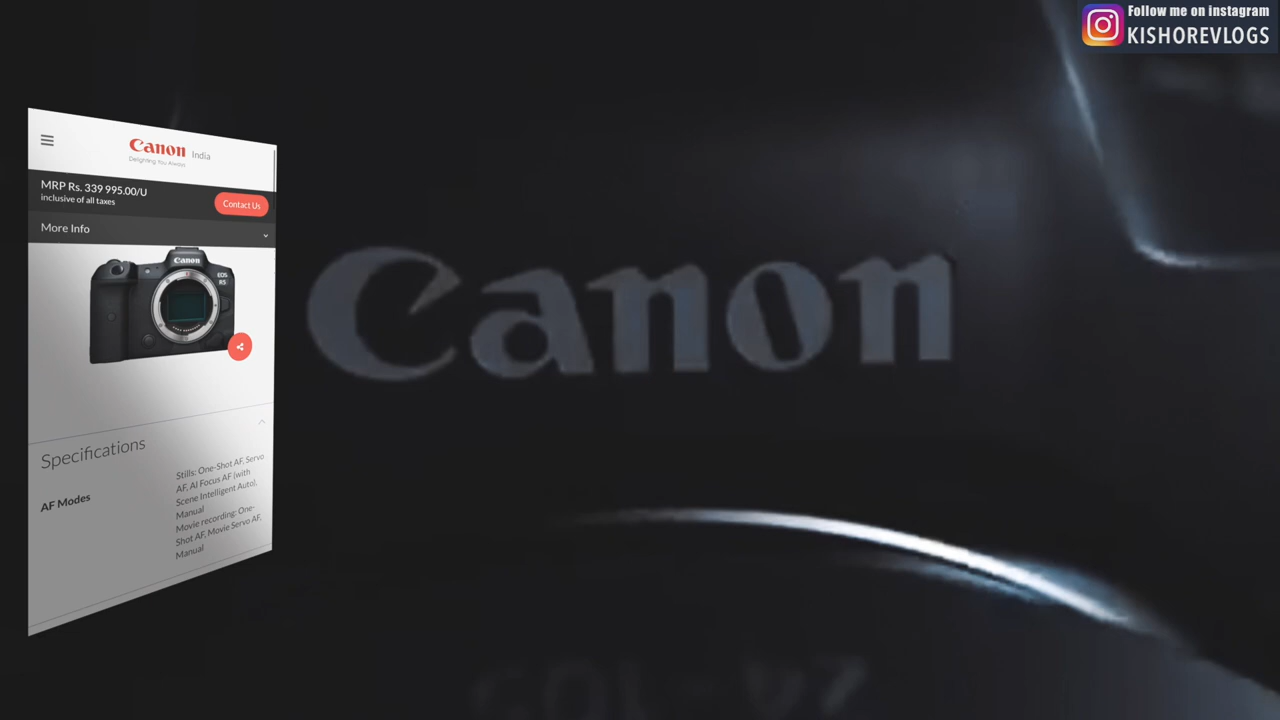 Follow me on instagram
KISHOREVLOGS
Canon India
Delighting You Always
MRP Rs. 339 995.00/U
inclusive of all taxes
Contact Us
More Info
Canon
EOS
R5
Canon
Specifications
AF Modes
Stills: One-Shot AF, Servo
AF, AI Focus AF (with
Scene Intelligent Auto),
Manual
Movie recording: One-
Shot AF, Movie Servo AF,
Manual